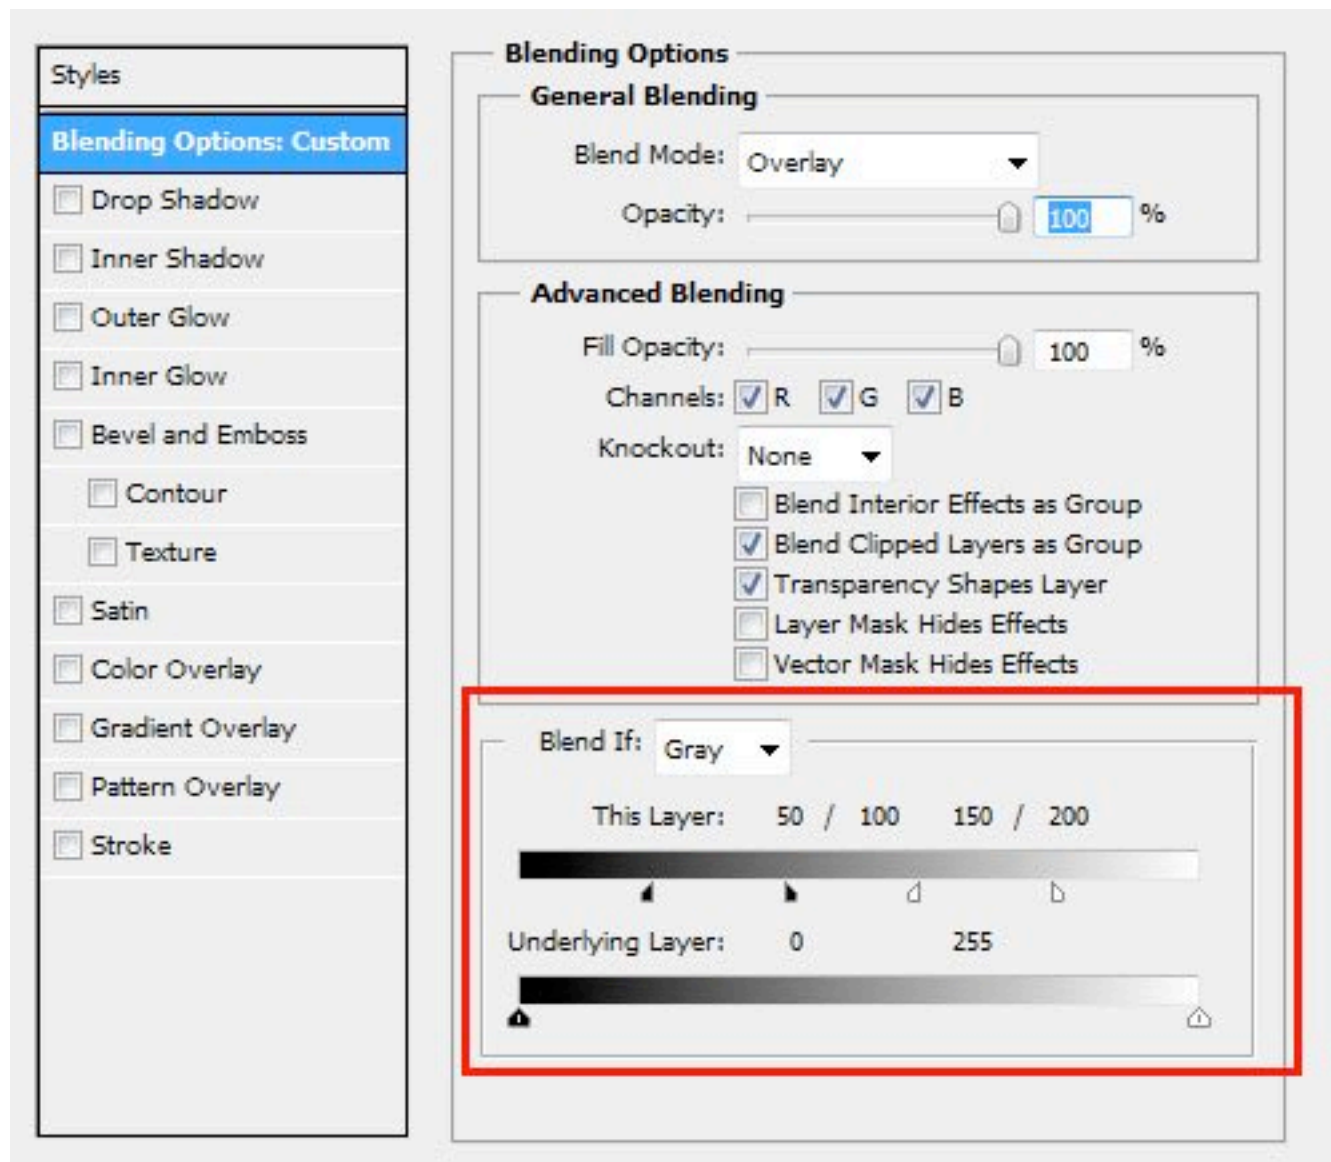 Styles
Blending Options: Custom
Drop Shadow
Inner Shadow
Outer Glow
Inner Glow
Bevel and Emboss
Contour
Texture
Satin
Color Overlay
Gradient Overlay
Pattern Overlay
Stroke
Blending Options
General Blending
Blend Mode: Overlay
Opacity: 100 %
Advanced Blending
Fill Opacity: 100 %
Channels: R G B
Knockout: None
Blend Interior Effects as Group
Blend Clipped Layers as Group
Transparency Shapes Layer
Layer Mask Hides Effects
Vector Mask Hides Effects
Blend If: Gray
This Layer: 50 / 100 150 / 200
Underlying Layer: 0 255